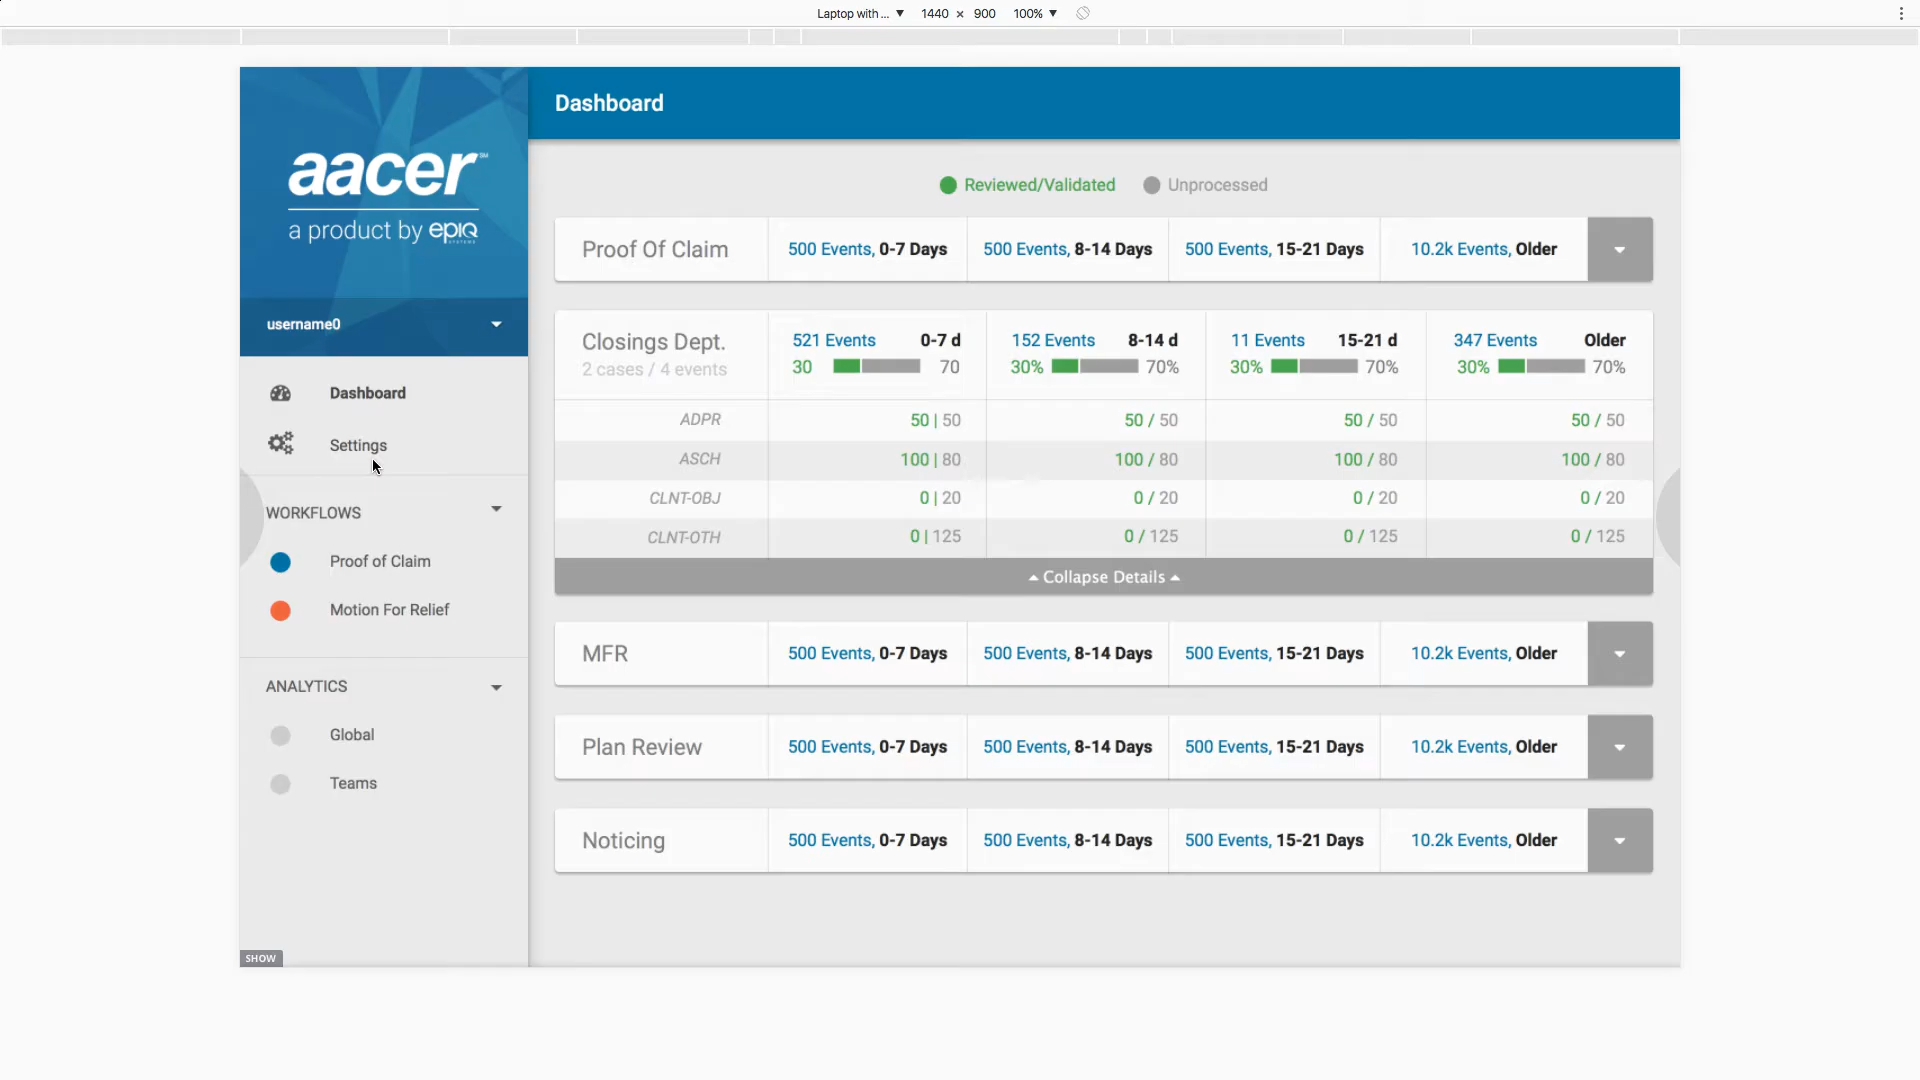 Laptop with ... 1440 × 900 100%
aacer℠
a product by epiq
SYSTEMS
username0
Dashboard
Settings
WORKFLOWS
Proof of Claim
Motion For Relief
ANALYTICS
Global
Teams
SHOW
Dashboard
Reviewed/Validated Unprocessed
Proof Of Claim 500 Events, 0-7 Days 500 Events, 8-14 Days 500 Events, 15-21 Days 10.2k Events, Older
Closings Dept. 521 Events 0-7 d 152 Events 8-14 d 11 Events 15-21 d 347 Events Older
2 cases / 4 events 30 70 30% 70% 30% 70% 30% 70%
ADPR 50 | 50 50 / 50 50 / 50 50 / 50
ASCH 100 | 80 100 / 80 100 / 80 100 / 80
CLNT-OBJ 0 | 20 0 / 20 0 / 20 0 / 20
CLNT-OTH 0 | 125 0 / 125 0 / 125 0 / 125
Collapse Details
MFR 500 Events, 0-7 Days 500 Events, 8-14 Days 500 Events, 15-21 Days 10.2k Events, Older
Plan Review 500 Events, 0-7 Days 500 Events, 8-14 Days 500 Events, 15-21 Days 10.2k Events, Older
Noticing 500 Events, 0-7 Days 500 Events, 8-14 Days 500 Events, 15-21 Days 10.2k Events, Older